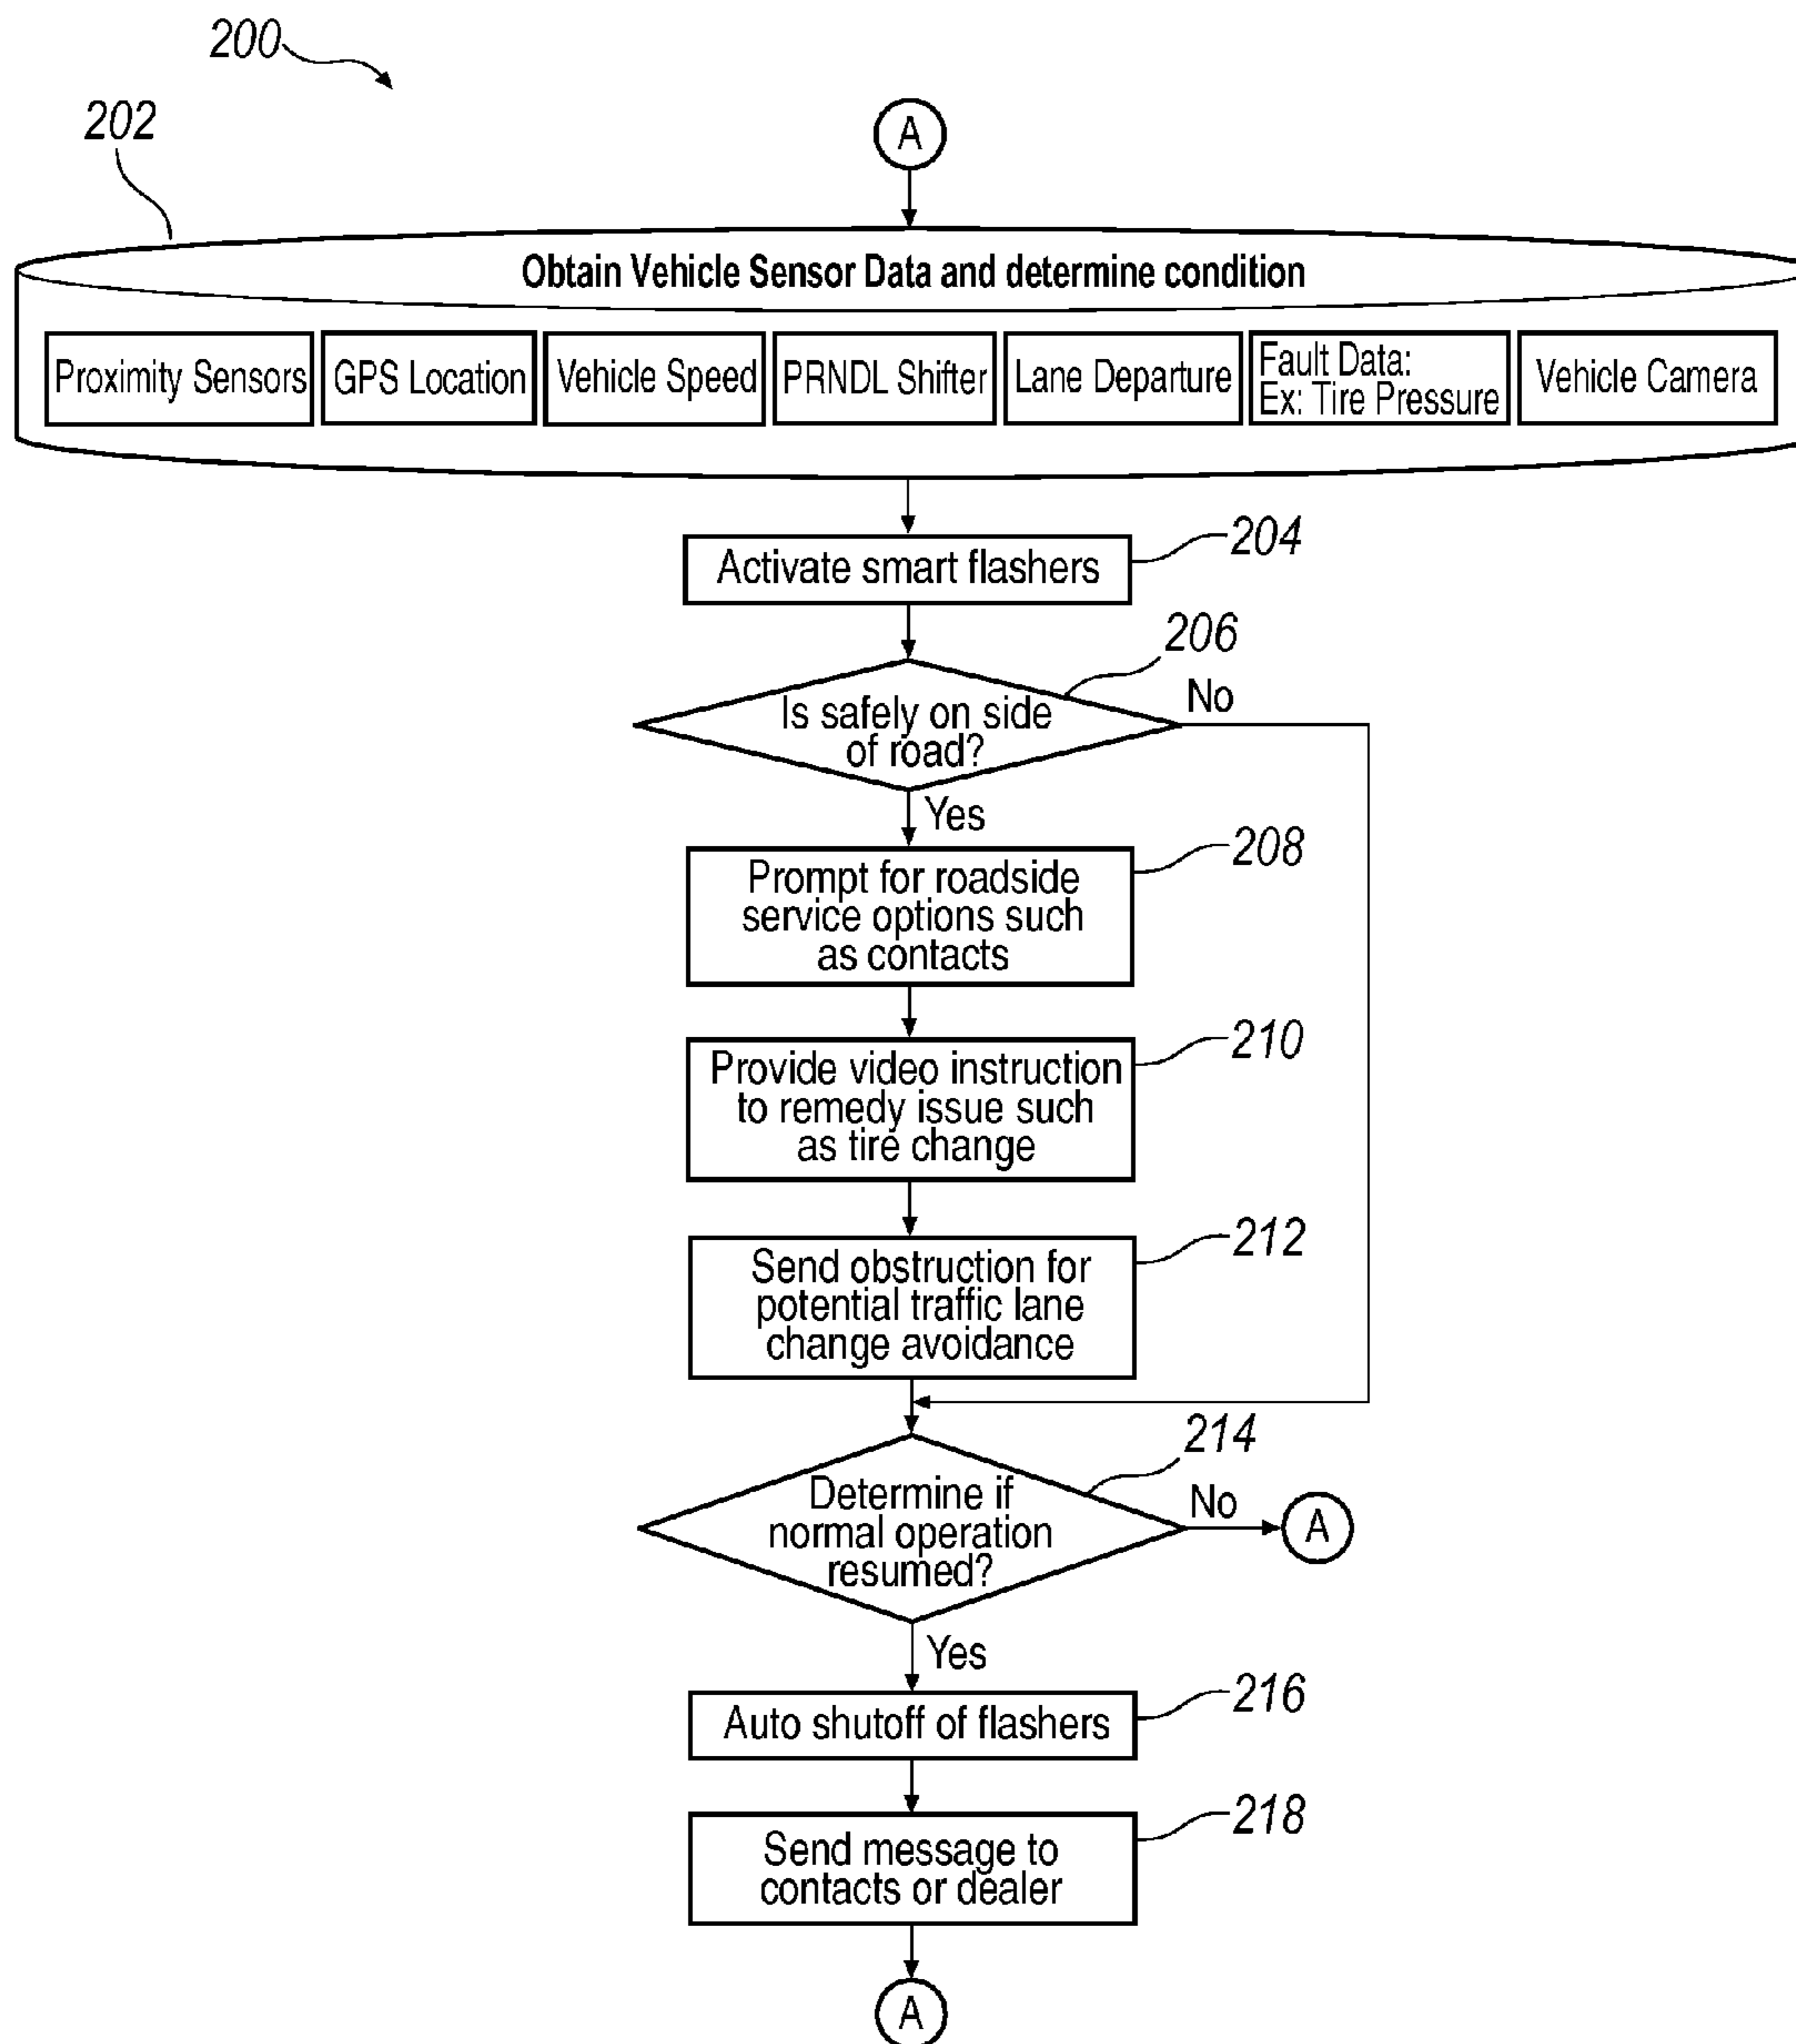 200
202
A
Obtain Vehicle Sensor Data and determine condition
Proximity Sensors
GPS Location
Vehicle Speed
PRNDL Shifter
Lane Departure
Fault Data:
Ex: Tire Pressure
Vehicle Camera
Activate smart flashers
204
206
Is safely on side
of road?
No
Yes
208
Prompt for roadside
service options such
as contacts
210
Provide video instruction
to remedy issue such
as tire change
212
Send obstruction for
potential traffic lane
change avoidance
214
Determine if
normal operation
resumed?
No
A
Yes
216
Auto shutoff of flashers
218
Send message to
contacts or dealer
A